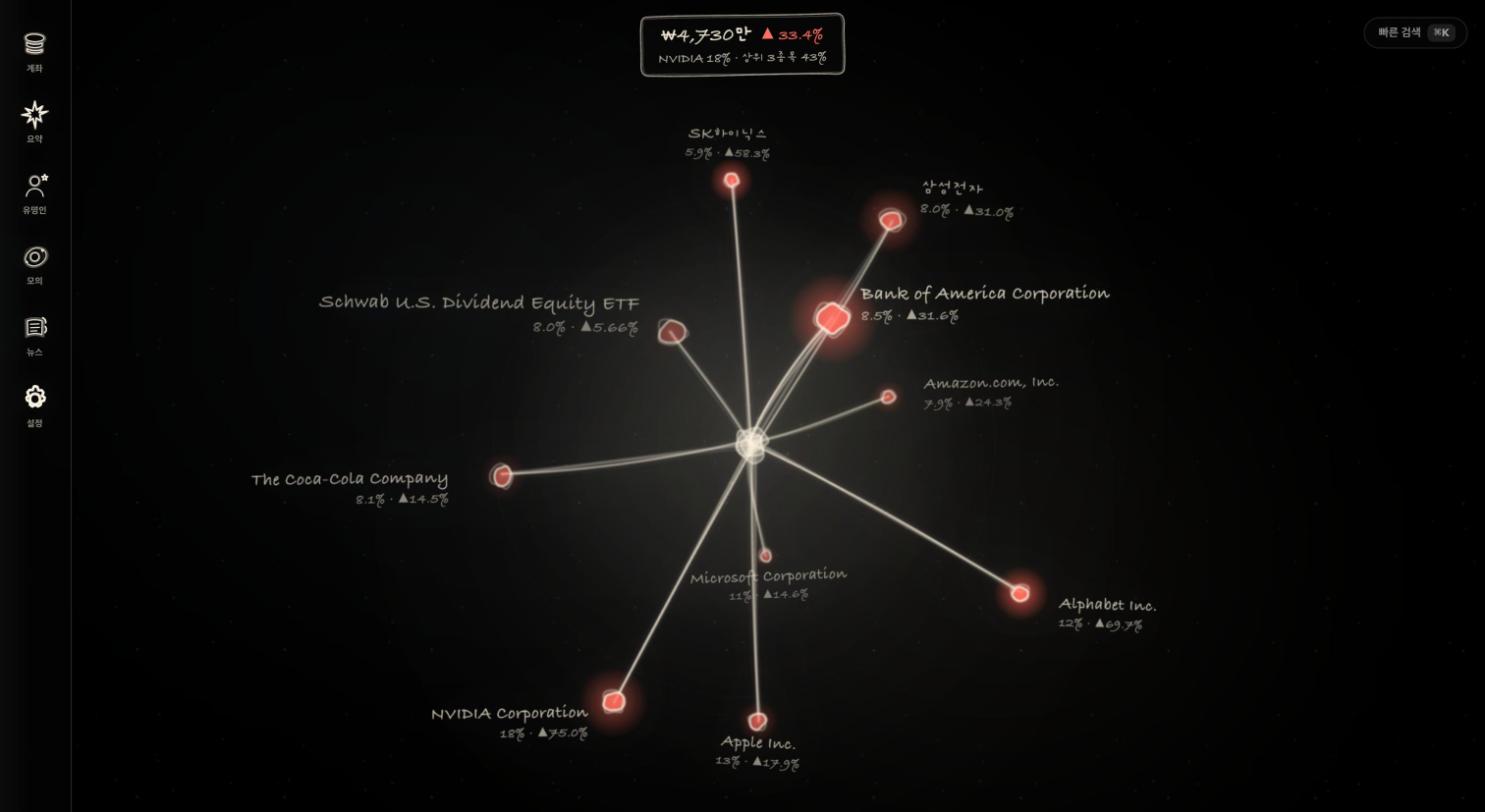 ₩4,730만 ▲ 33.4%
NVIDIA 18% · 상위 3종목 43%
빠른 검색 ⌘K
계좌
요약
유명인
모의
뉴스
설정
SK하이닉스
5.9% · ▲58.3%
삼성전자
8.0% · ▲31.0%
Schwab U.S. Dividend Equity ETF
8.0% · ▲5.66%
Bank of America Corporation
8.5% · ▲31.6%
Amazon.com, Inc.
7.9% · ▲24.3%
The Coca-Cola Company
8.1% · ▲14.5%
Microsoft Corporation
11% · ▲14.6%
Alphabet Inc.
12% · ▲69.7%
NVIDIA Corporation
18% · ▲75.0%
Apple Inc.
13% · ▲17.9%